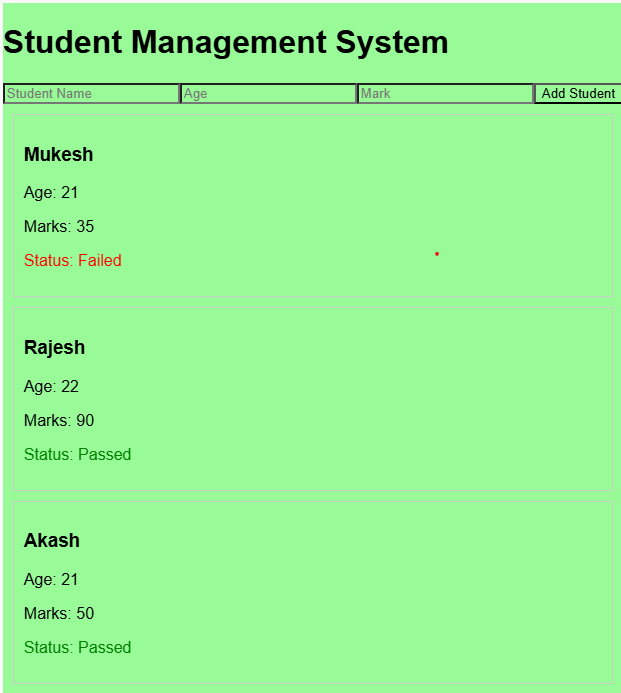 Student Management System
Student Name Age Mark Add Student
Mukesh
Age: 21
Marks: 35
Status: Failed
Rajesh
Age: 22
Marks: 90
Status: Passed
Akash
Age: 21
Marks: 50
Status: Passed